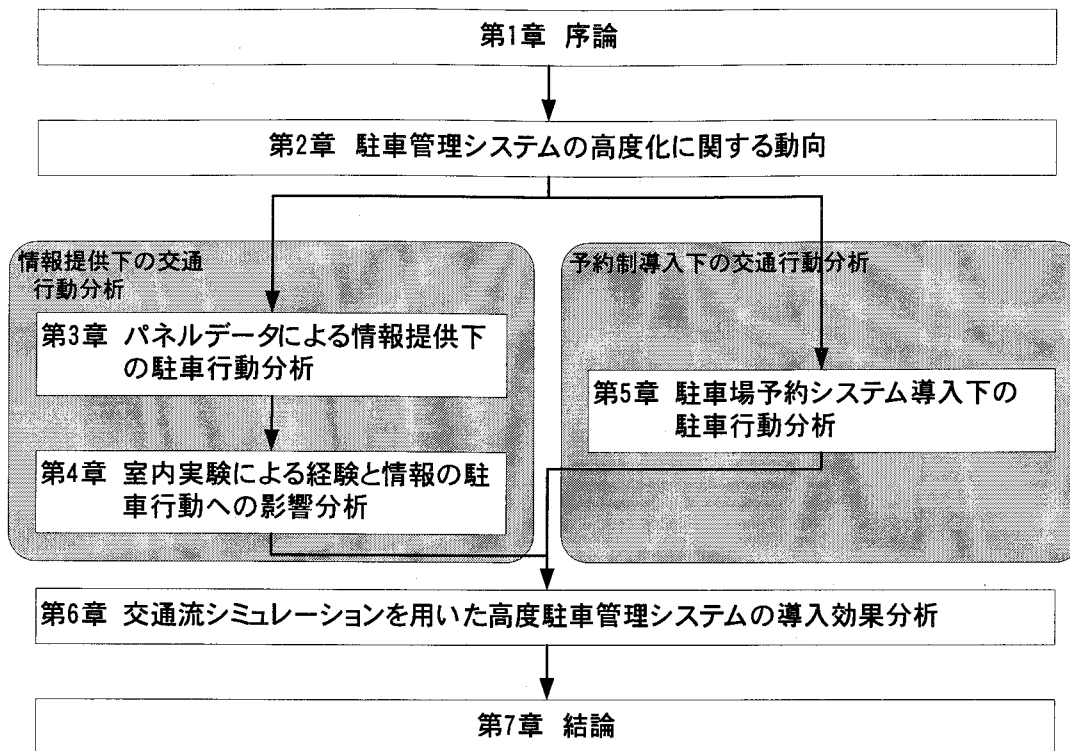 第1章 序論
第2章 駐車管理システムの高度化に関する動向
情報提供下の交通
行動分析
第3章 パネルデータによる情報提供下
の駐車行動分析
第4章 室内実験による経験と情報の駐
車行動への影響分析
予約制導入下の交通行動分析
第5章 駐車場予約システム導入下の
駐車行動分析
第6章 交通流シミュレーションを用いた高度駐車管理システムの導入効果分析
第7章 結論